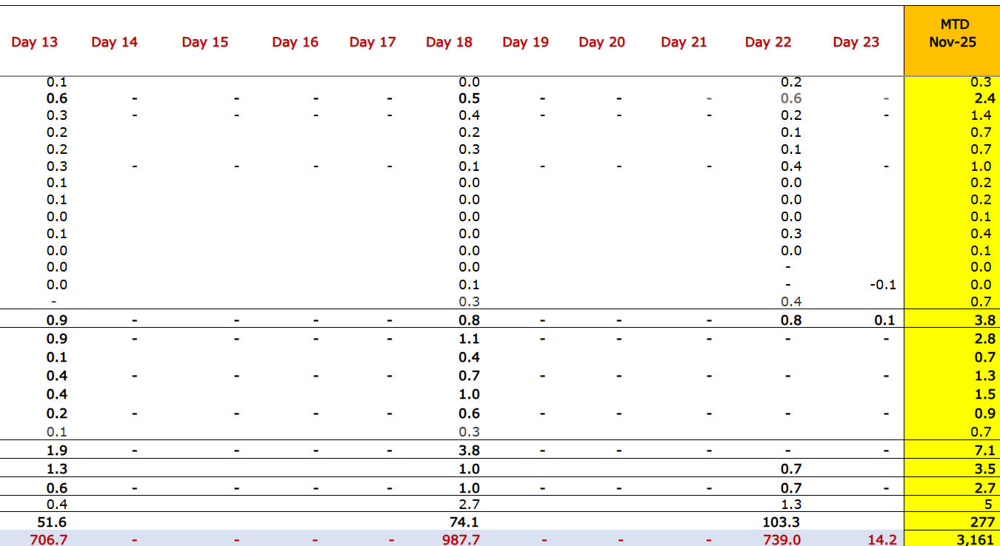 MTD
Day 13 Day 14 Day 15 Day 16 Day 17 Day 18 Day 19 Day 20 Day 21 Day 22 Day 23 Nov-25
0.1 0.0 0.2 0.3
0.6 - - - - 0.5 - - - 0.6 - 2.4
0.3 - - - - 0.4 - - - 0.2 - 1.4
0.2 0.2 0.1 0.7
0.2 0.3 0.1 0.7
0.3 - - - - 0.1 - - - 0.4 - 1.0
0.1 0.0 0.0 0.2
0.1 0.0 0.0 0.2
0.0 0.0 0.0 0.1
0.1 0.0 0.3 0.4
0.0 0.0 0.0 0.1
0.0 0.0 - 0.0
0.0 0.1 - -0.1 0.0
- 0.3 0.4 0.7
0.9 - - - - 0.8 - - - 0.8 0.1 3.8
0.9 - - - - 1.1 - - - - - 2.8
0.1 0.4 0.7
0.4 - - - - 0.7 - - - - - 1.3
0.4 1.0 1.5
0.2 - - - - 0.6 - - - - - 0.9
0.1 0.3 0.7
1.9 - - - - 3.8 - - - - - 7.1
1.3 1.0 0.7 3.5
0.6 - - - - 1.0 - - - 0.7 - 2.7
0.4 2.7 1.3 5
51.6 74.1 103.3 277
706.7 - - - - 987.7 - - - 739.0 14.2 3,161